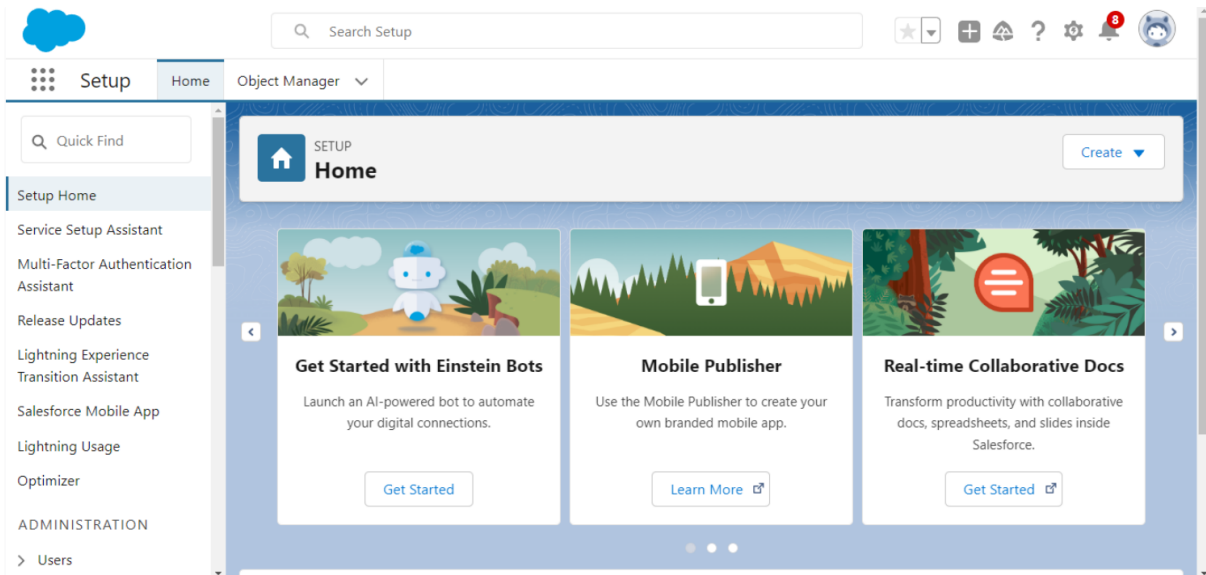 Search Setup
8
Setup
Home
Object Manager
Quick Find
Setup Home
Service Setup Assistant
Multi-Factor Authentication
Assistant
Release Updates
Lightning Experience
Transition Assistant
Salesforce Mobile App
Lightning Usage
Optimizer
ADMINISTRATION
Users
SETUP
Home
Create
Get Started with Einstein Bots
Launch an AI-powered bot to automate
your digital connections.
Get Started
Mobile Publisher
Use the Mobile Publisher to create your
own branded mobile app.
Learn More
Real-time Collaborative Docs
Transform productivity with collaborative
docs, spreadsheets, and slides inside
Salesforce.
Get Started